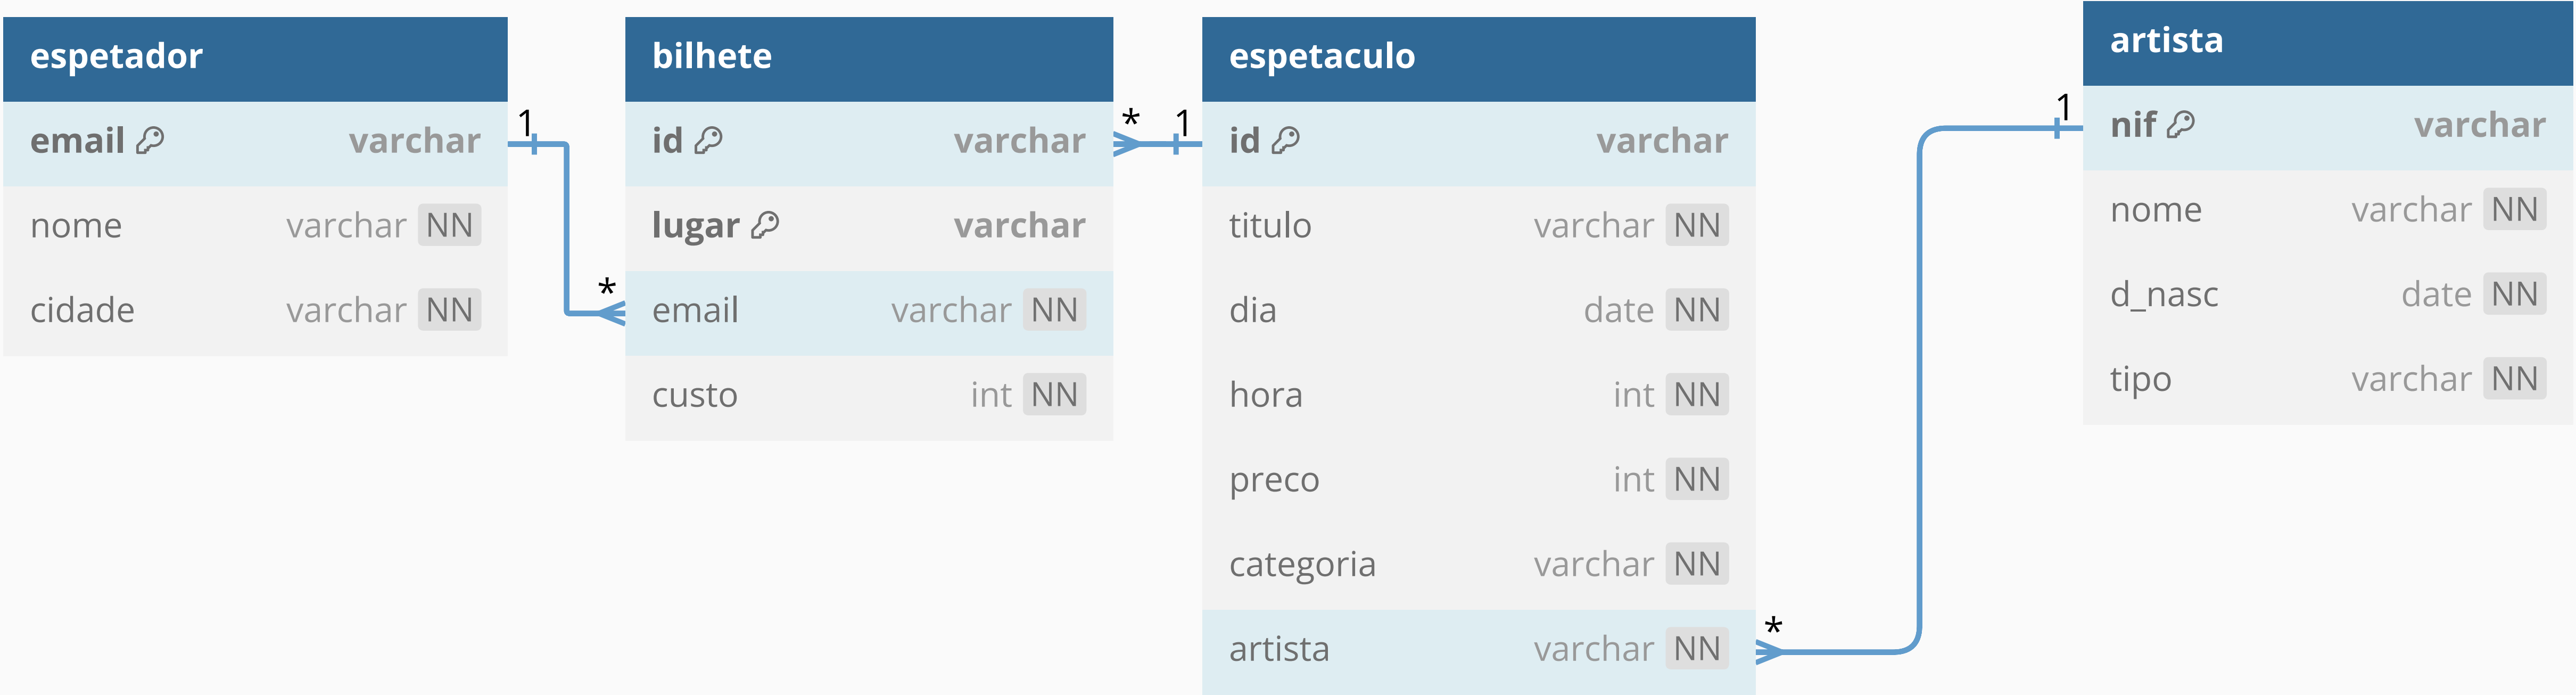 espetador
email varchar
nome varchar NN
cidade varchar NN
1
*
bilhete
id varchar
lugar varchar
email varchar NN
custo int NN
*
1
espetaculo
id varchar
titulo varchar NN
dia date NN
hora int NN
preco int NN
categoria varchar NN
artista varchar NN
*
1
artista
nif varchar
nome varchar NN
d_nasc date NN
tipo varchar NN